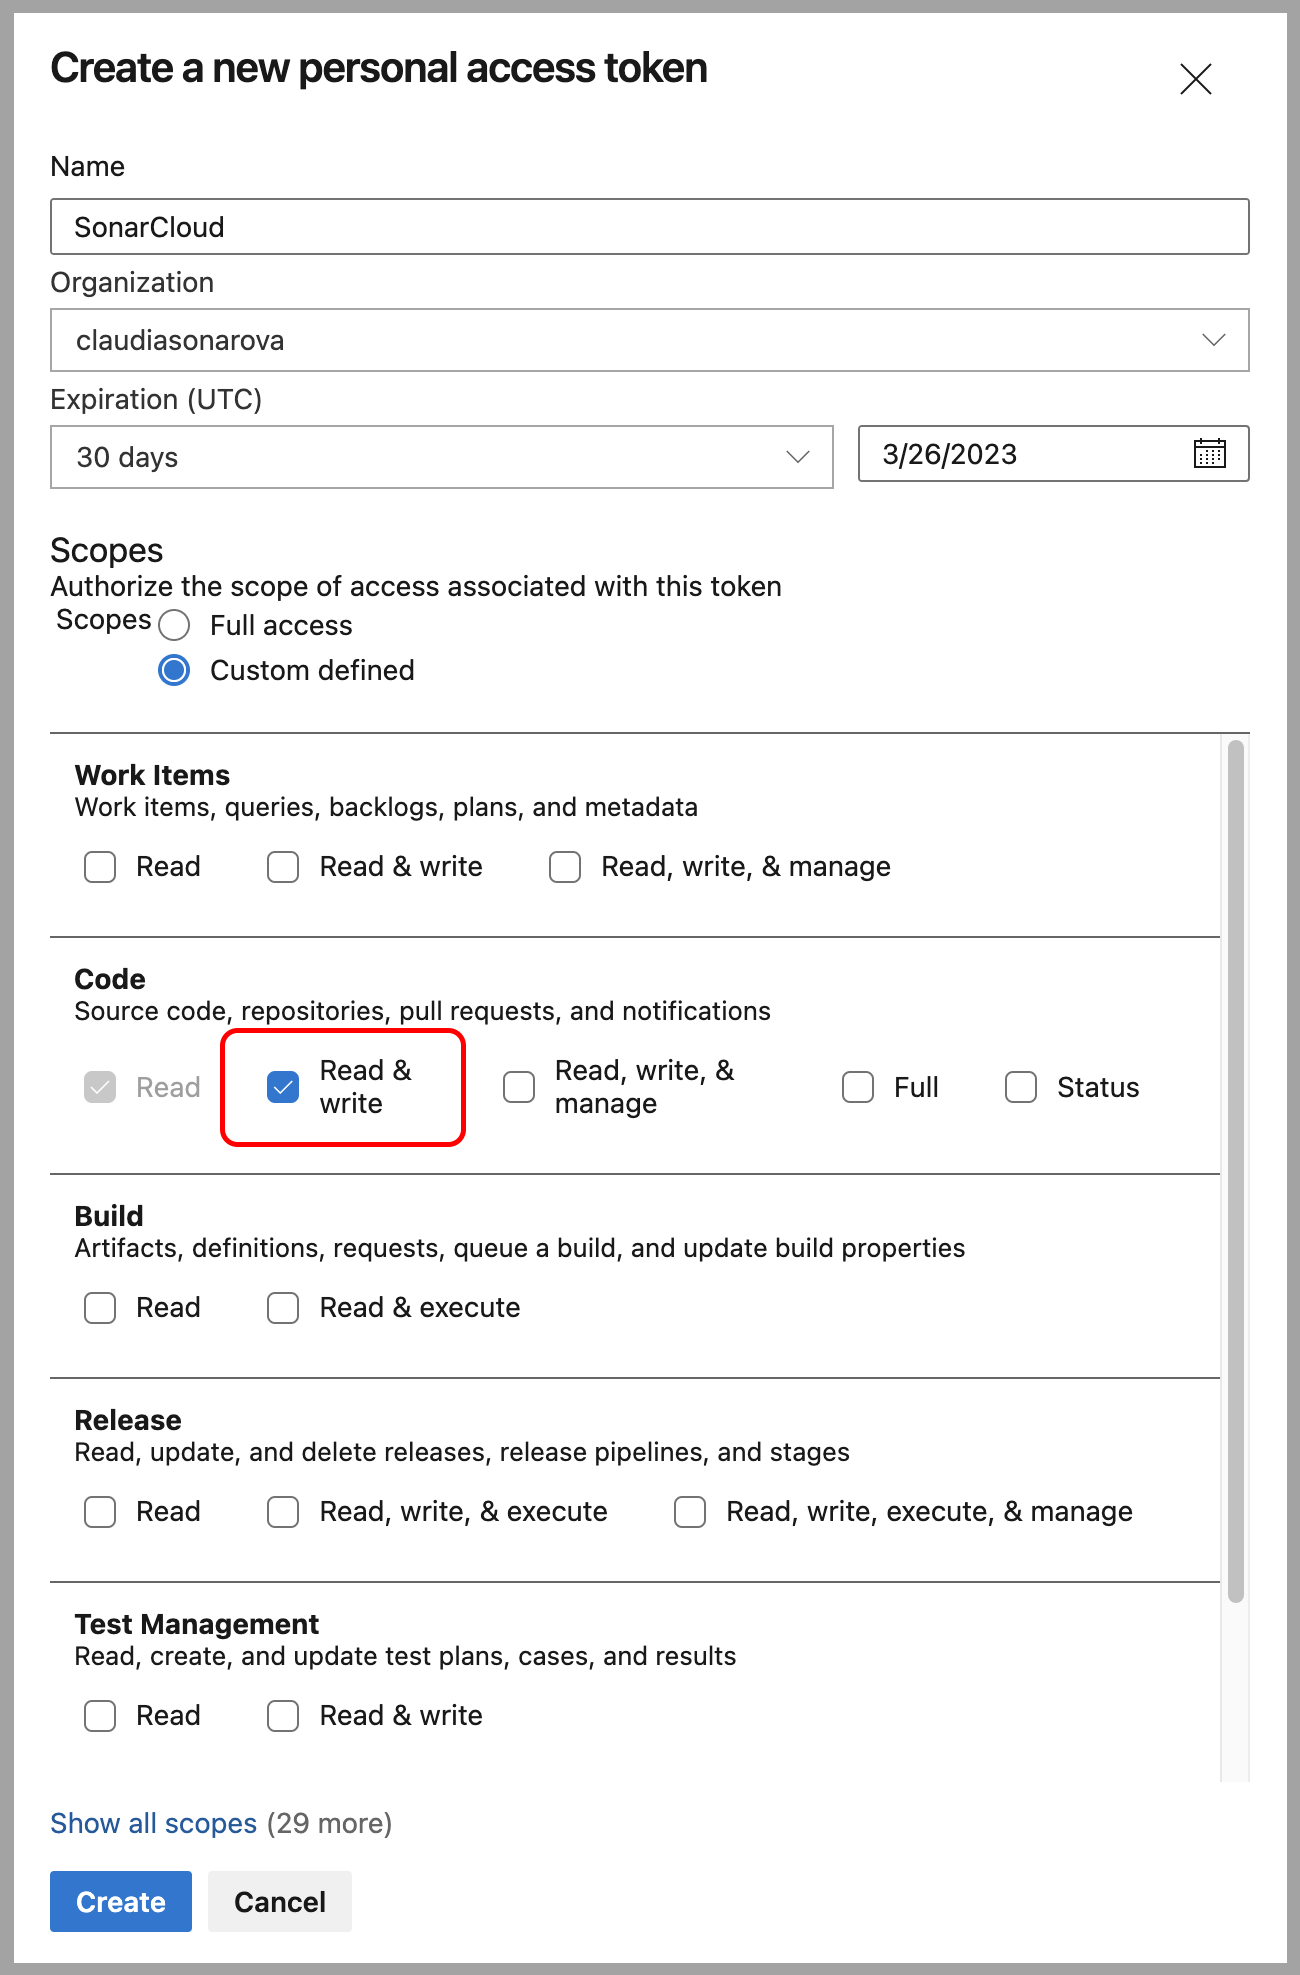 Create a new personal access token
Name
SonarCloud
Organization
claudiasonarova
Expiration (UTC)
30 days
3/26/2023
Scopes
Authorize the scope of access associated with this token
Scopes
Full access
Custom defined
Work Items
Work items, queries, backlogs, plans, and metadata
Read
Read & write
Read, write, & manage
Code
Source code, repositories, pull requests, and notifications
Read
Read &
write
Read, write, &
manage
Full
Status
Build
Artifacts, definitions, requests, queue a build, and update build properties
Read
Read & execute
Release
Read, update, and delete releases, release pipelines, and stages
Read
Read, write, & execute
Read, write, execute, & manage
Test Management
Read, create, and update test plans, cases, and results
Read
Read & write
Show all scopes (29 more)
Create
Cancel